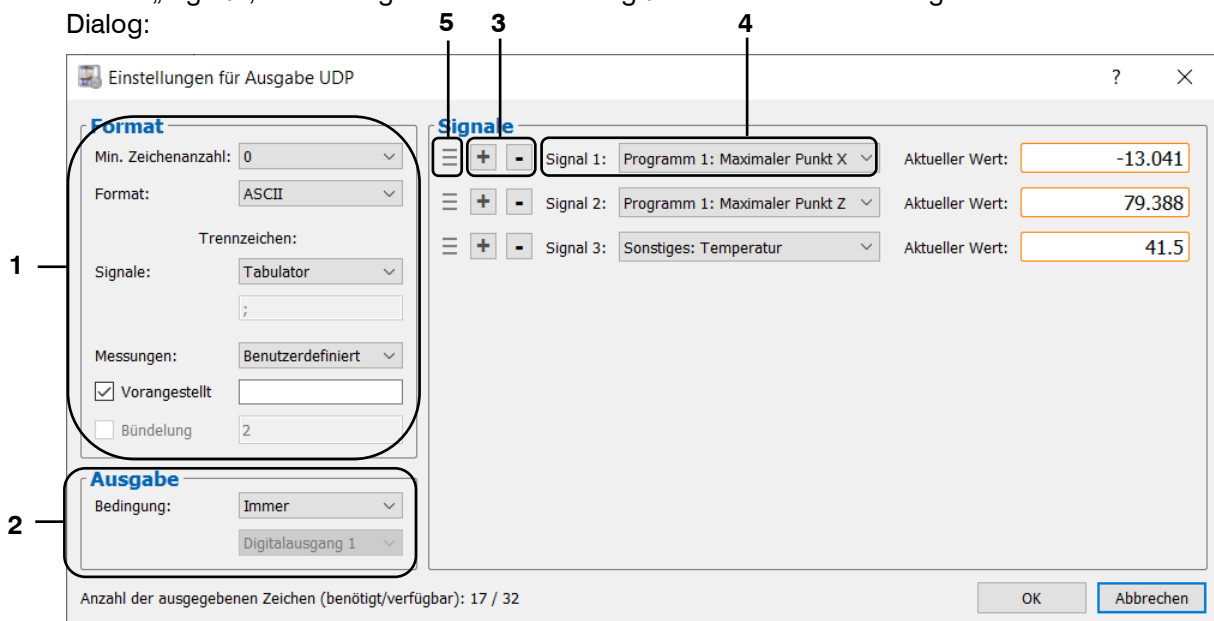 Dialog:
5 3 4
Einstellungen für Ausgabe UDP ?
Format
Min. Zeichenanzahl: 0
Format: ASCII
Trennzeichen:
1
Signale: Tabulator
;
Messungen: Benutzerdefiniert
Vorangestellt
Bündelung 2
Ausgabe
2
Bedingung: Immer
Digitalausgang 1
Signale
+ - Signal 1: Programm 1: Maximaler Punkt X Aktueller Wert: -13.041
+ - Signal 2: Programm 1: Maximaler Punkt Z Aktueller Wert: 79.388
+ - Signal 3: Sonstiges: Temperatur Aktueller Wert: 41.5
Anzahl der ausgegebenen Zeichen (benötigt/verfügbar): 17 / 32
OK Abbrechen